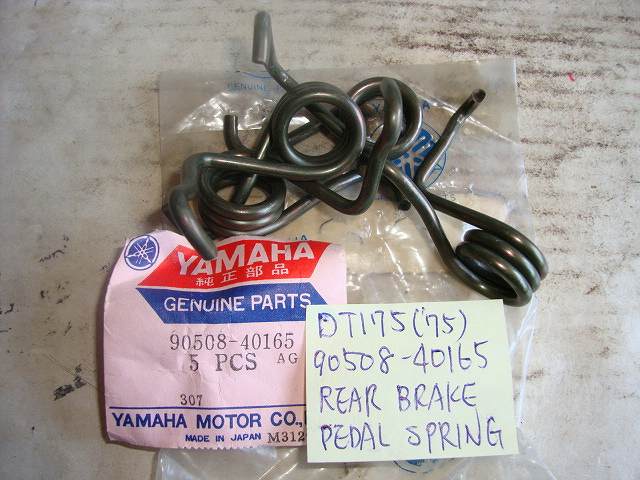 YAMAHA
純正部品
GENUINE PARTS
90508-40165
5 PCS AG
307
YAMAHA MOTOR CO.,
MADE IN JAPAN M312
DT175('75)
90508-40165
REAR BRAKE
PEDAL SPRING